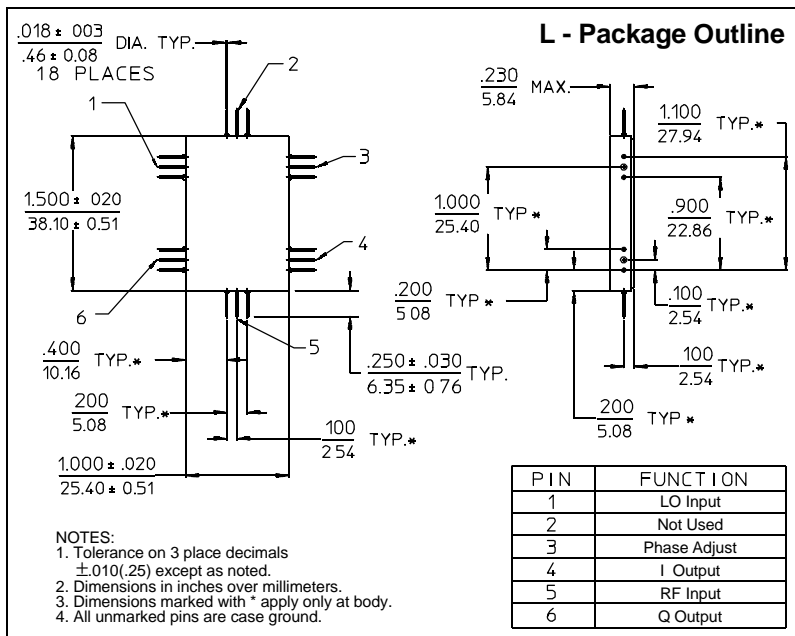 L - Package Outline
.018 ± 003
.46 ± 0.08
DIA. TYP.
18 PLACES
1
2
3
4
5
6
1.500 ± 020
38.10 ± 0.51
.400
10.16
TYP.*
200
5.08
TYP.*
1.000 ± .020
25.40 ± 0.51
100
2 54
TYP.*
.250 ± .030
6.35 ± 0 76
TYP.
.230
5.84
MAX.
1.100
27.94
TYP.*
1.000
25.40
TYP *
.900
22.86
TYP.*
.200
5 08
TYP *
.100
2.54
TYP.*
100
2.54
TYP.*
.200
5.08
TYP *
NOTES:
1. Tolerance on 3 place decimals
±.010(.25) except as noted.
2. Dimensions in inches over millimeters.
3. Dimensions marked with * apply only at body.
4. All unmarked pins are case ground.
PIN FUNCTION
1 LO Input
2 Not Used
3 Phase Adjust
4 I Output
5 RF Input
6 Q Output